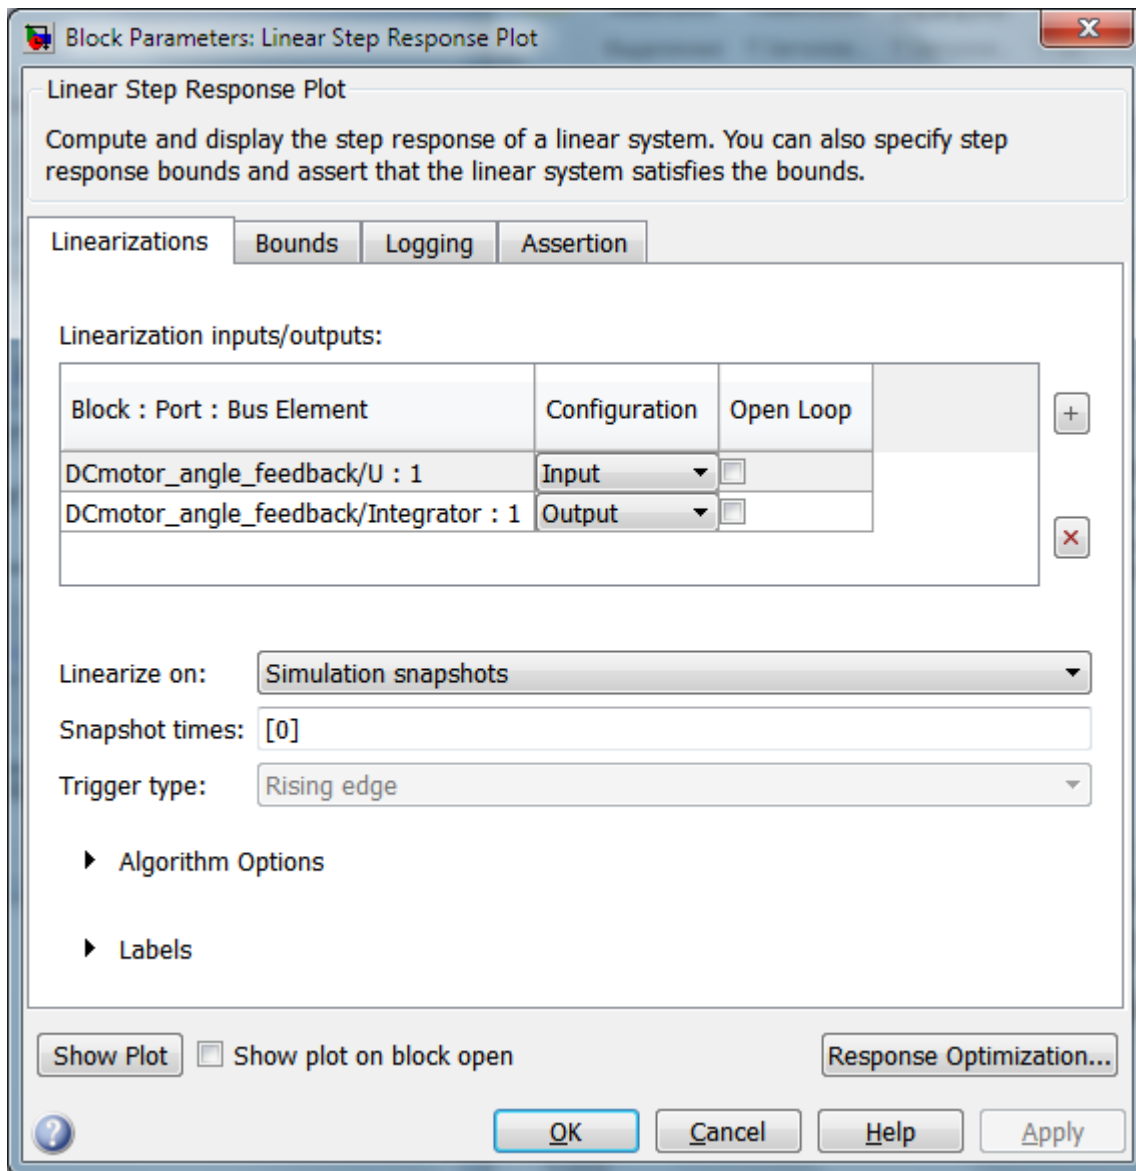 Block Parameters: Linear Step Response Plot
Linear Step Response Plot
Compute and display the step response of a linear system. You can also specify step
response bounds and assert that the linear system satisfies the bounds.
Linearizations Bounds Logging Assertion
Linearization inputs/outputs:
Block : Port : Bus Element Configuration Open Loop
+
DCmotor_angle_feedback/U : 1 Input
DCmotor_angle_feedback/Integrator : 1 Output
Linearize on: Simulation snapshots
Snapshot times: [0]
Trigger type: Rising edge
Algorithm Options
Labels
Show Plot Show plot on block open Response Optimization...
? OK Cancel Help Apply